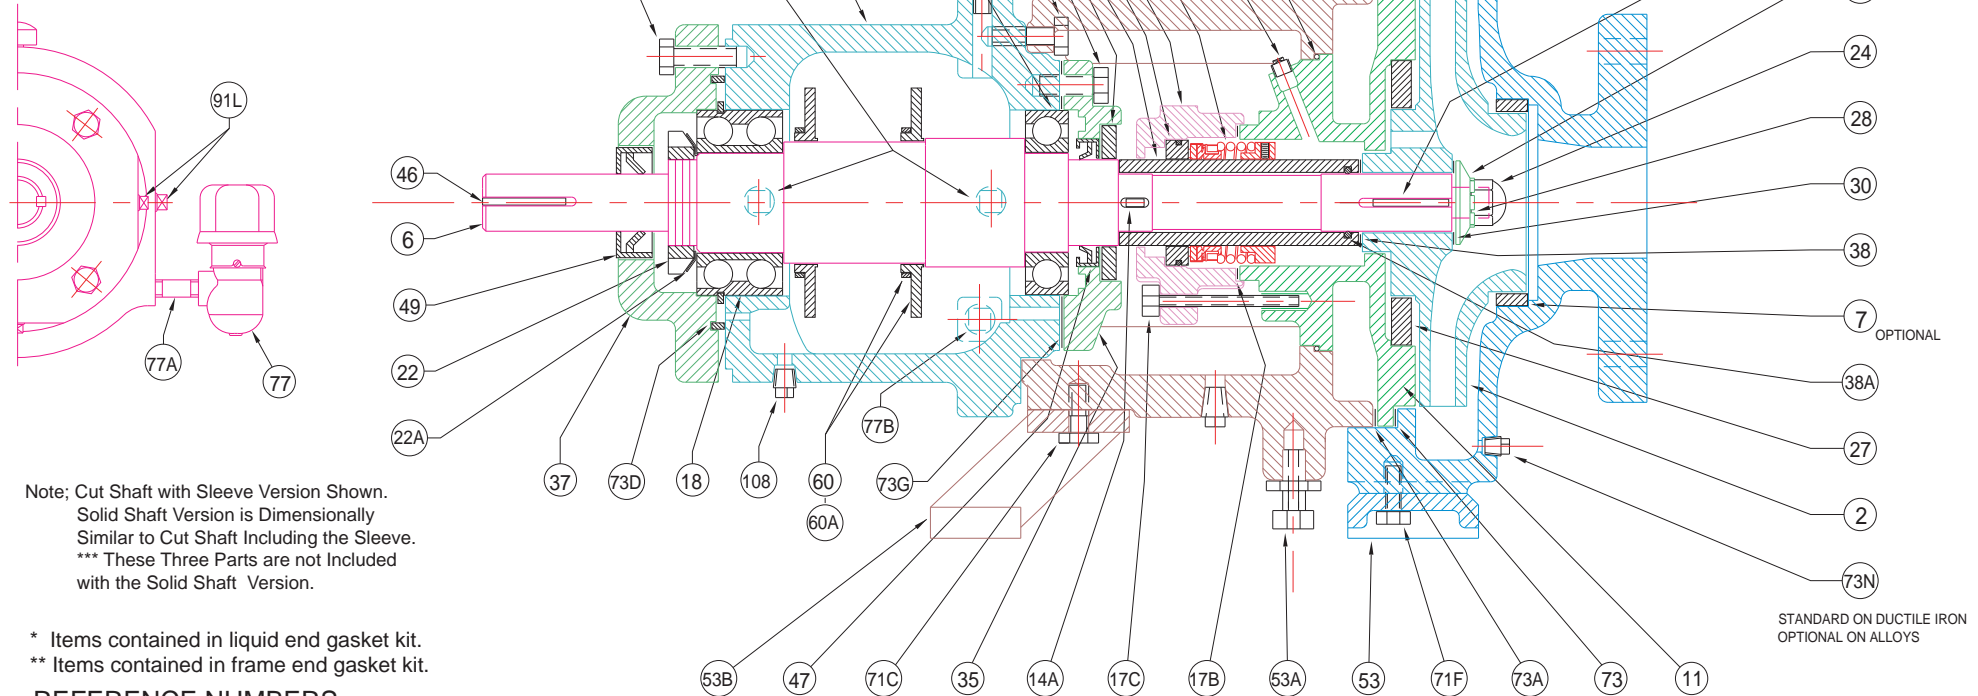 91L
24
28
46
30
6
38
49
7
OPTIONAL
77A
77
22
38A
22A
77B
27
37
73D
18
108
60
73G
60A
Note; Cut Shaft with Sleeve Version Shown.
Solid Shaft Version is Dimensionally
Similar to Cut Shaft Including the Sleeve.
*** These Three Parts are not Included
with the Solid Shaft Version.
2
73N
STANDARD ON DUCTILE IRON
OPTIONAL ON ALLOYS
* Items contained in liquid end gasket kit.
** Items contained in frame end gasket kit.
53B
47
71C
35
14A
17C
17B
53A
53
71F
73A
73
11
REFERENCE NUMBERS